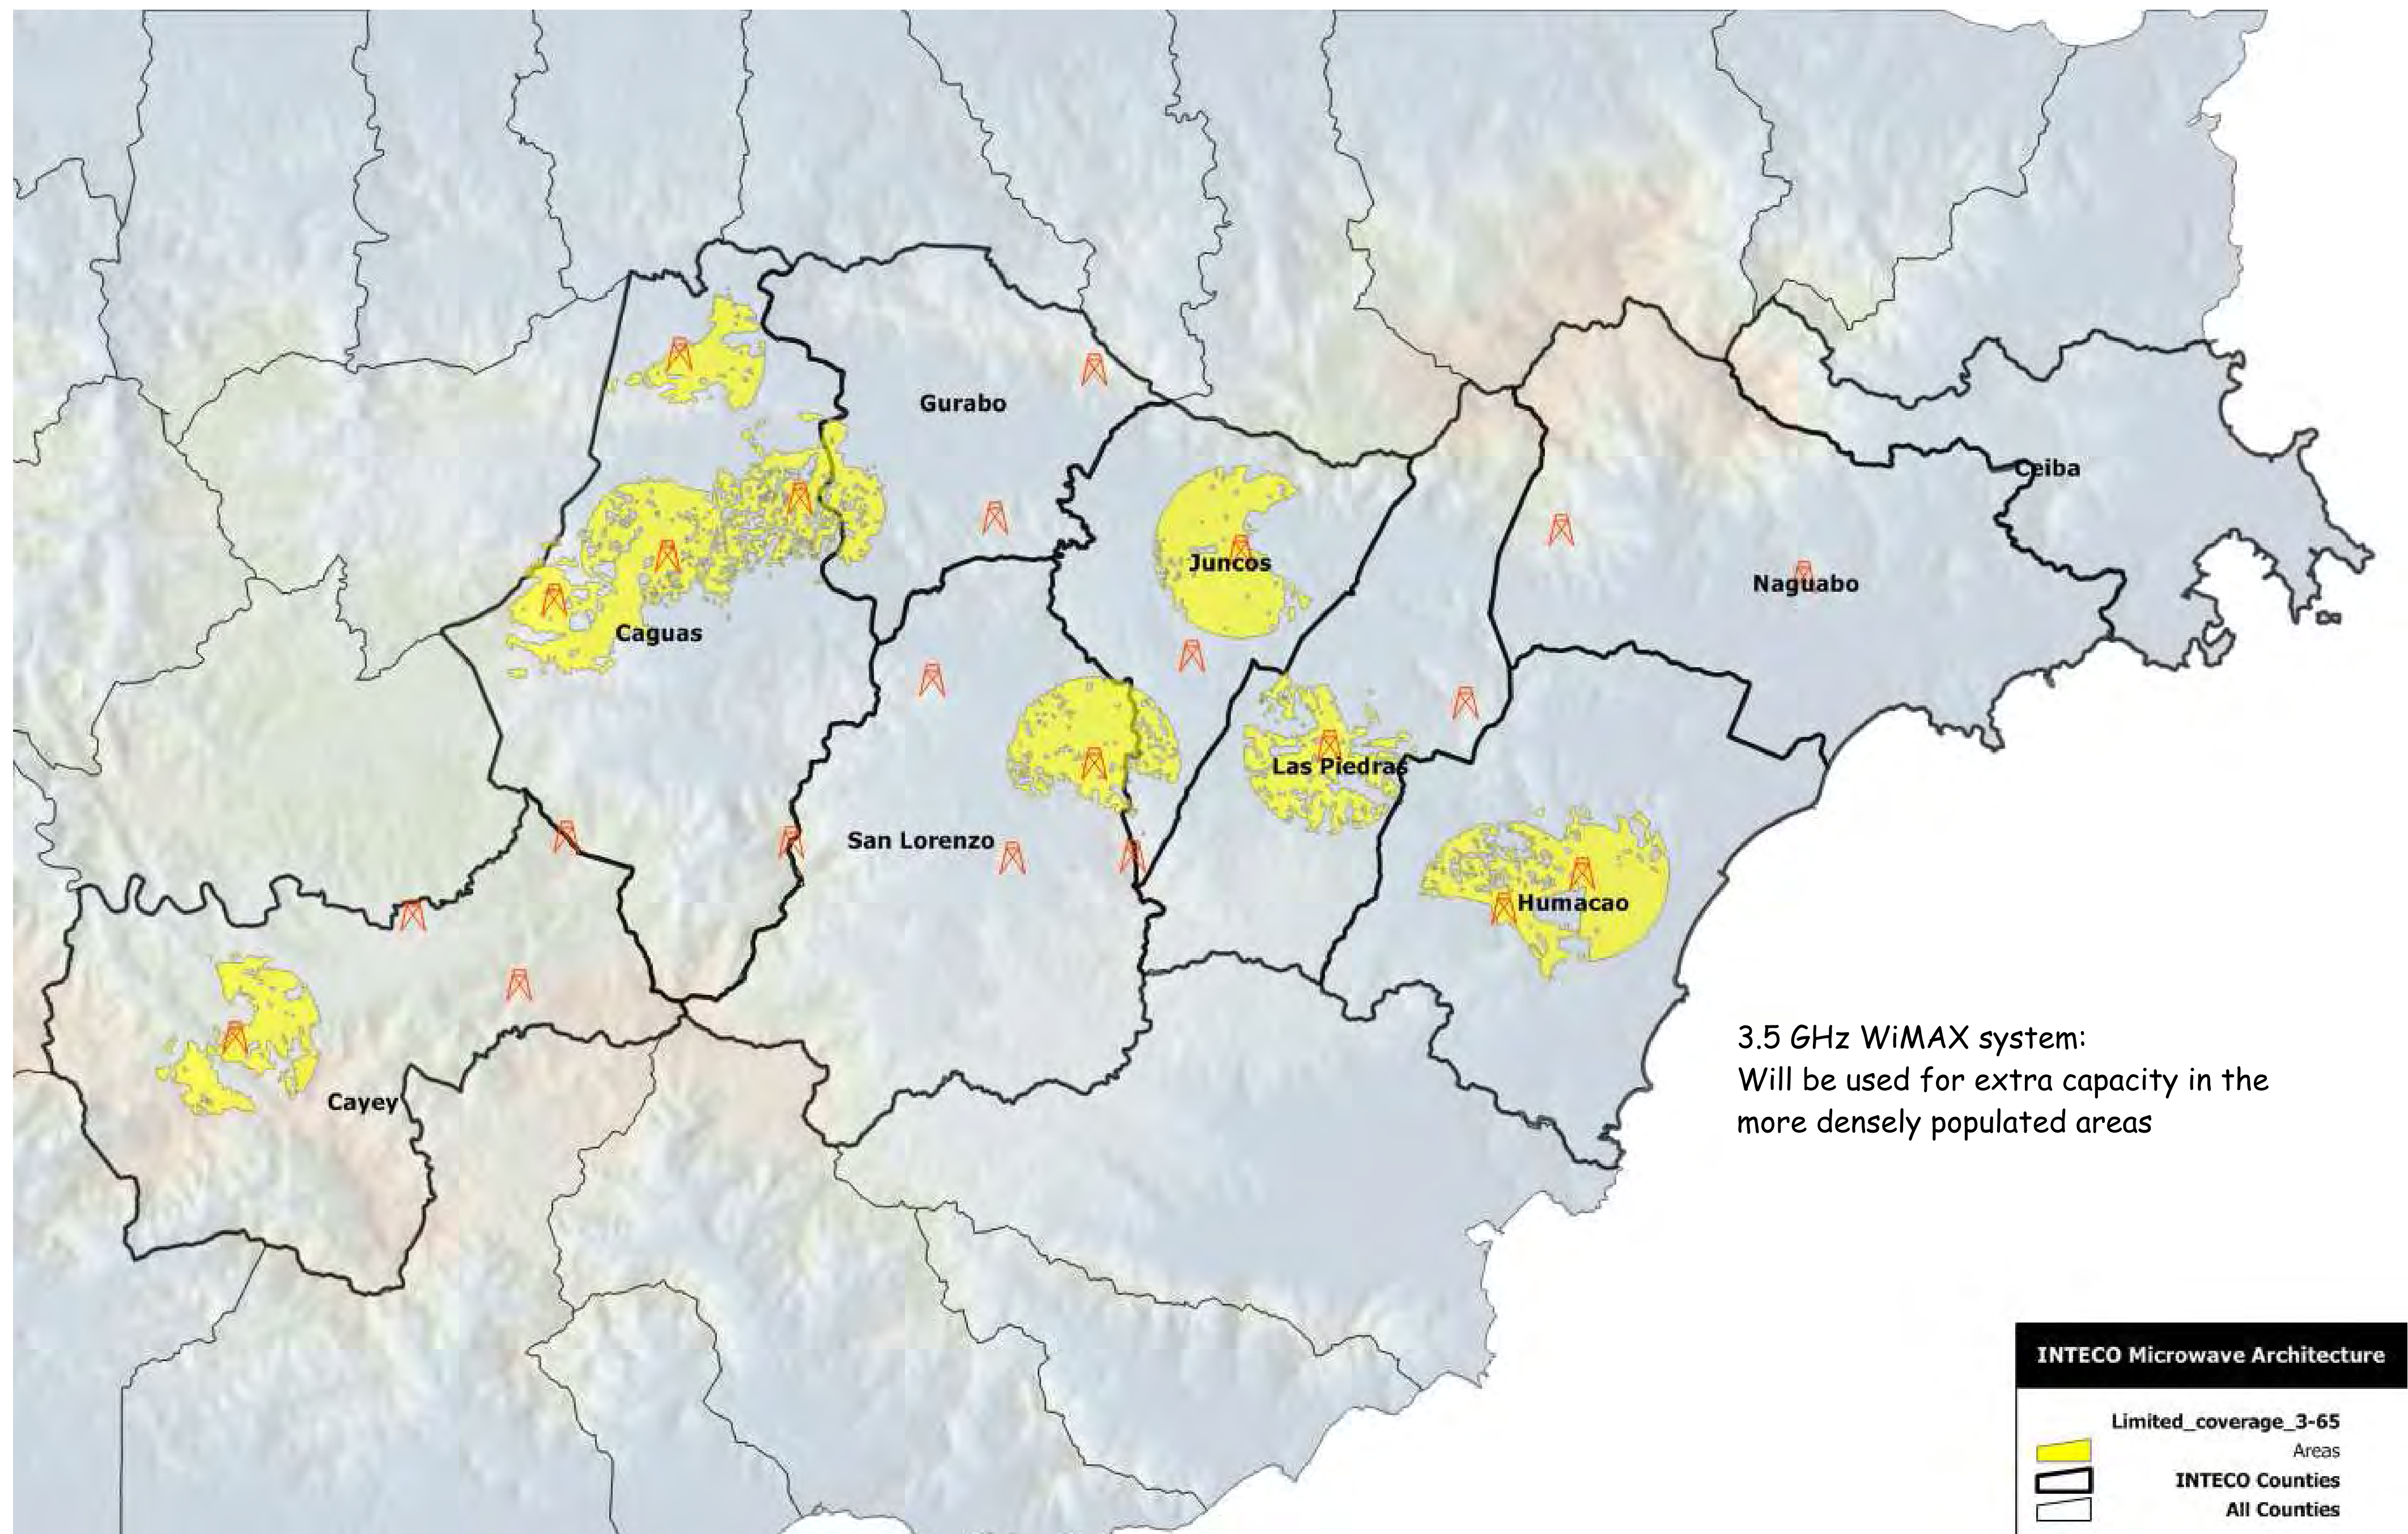 Gurabo
Ceiba
Juncos
Naguabo
Caguas
Las Piedras
San Lorenzo
Humacao
Cayey
3.5 GHz WiMAX system:
Will be used for extra capacity in the
more densely populated areas
INTECO Microwave Architecture
Limited_coverage_3-65
Areas
INTECO Counties
All Counties